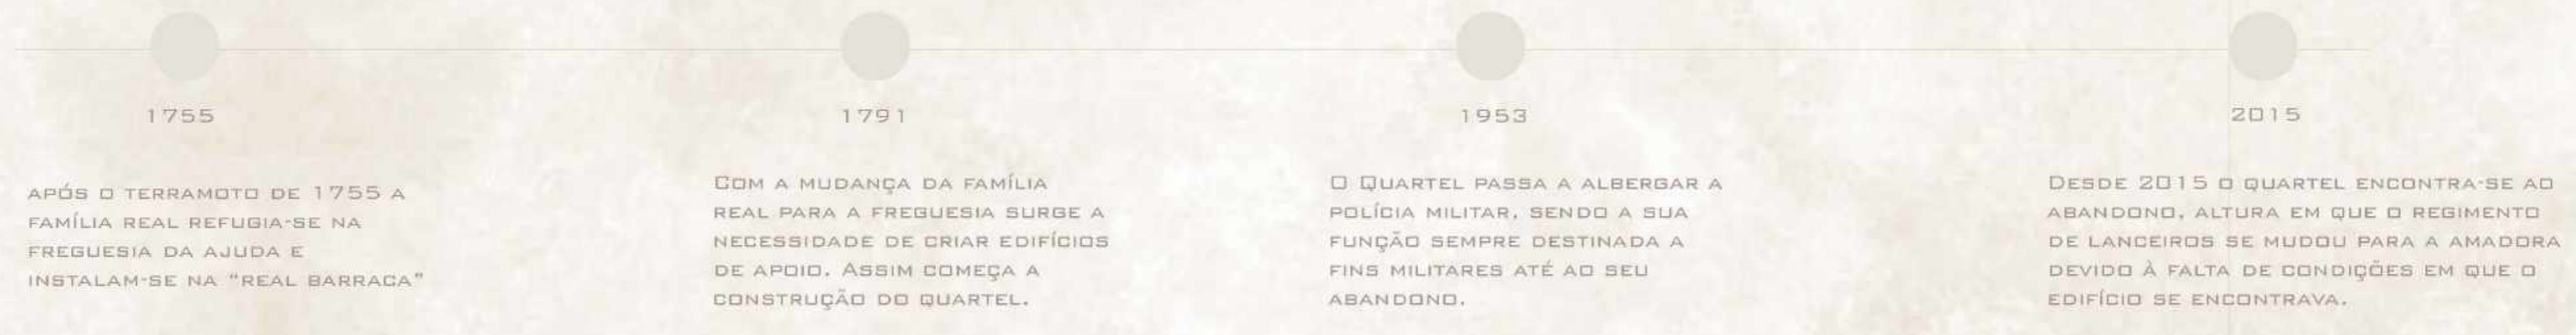 1755
APÓS O TERRAMOTO DE 1755 A
FAMÍLIA REAL REFUGIA-SE NA
FREGUESIA DA AJUDA E
INSTALAM-SE NA "REAL BARRACA"
1791
COM A MUDANÇA DA FAMÍLIA
REAL PARA A FREGUESIA SURGE A
NECESSIDADE DE CRIAR EDIFÍCIOS
DE APOIO. ASSIM COMEÇA A
CONSTRUÇÃO DO QUARTEL.
1953
O QUARTEL PASSA A ALBERGAR A
POLÍCIA MILITAR, SENDO A SUA
FUNÇÃO SEMPRE DESTINADA A
FINS MILITARES ATÉ AO SEU
ABANDONO.
2015
DESDE 2015 O QUARTEL ENCONTRA-SE AO
ABANDONO, ALTURA EM QUE O REGIMENTO
DE LANCEIROS SE MUDOU PARA A AMADORA
DEVIDO À FALTA DE CONDIÇÕES EM QUE O
EDIFÍCIO SE ENCONTRAVA.